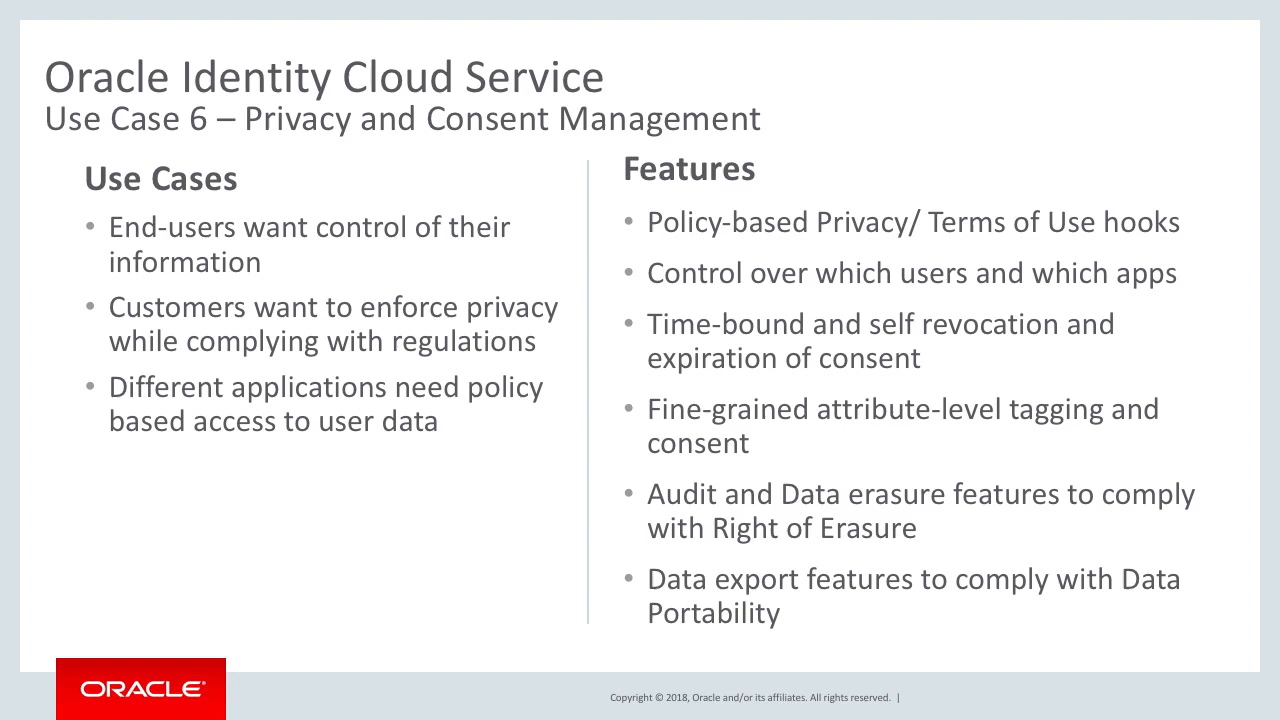 Oracle Identity Cloud Service
Use Case 6 – Privacy and Consent Management
Use Cases
• End-users want control of their
information
• Customers want to enforce privacy
while complying with regulations
• Different applications need policy
based access to user data
Features
• Policy-based Privacy/ Terms of Use hooks
• Control over which users and which apps
• Time-bound and self revocation and
expiration of consent
• Fine-grained attribute-level tagging and
consent
• Audit and Data erasure features to comply
with Right of Erasure
• Data export features to comply with Data
Portability
ORACLE®
Copyright © 2018, Oracle and/or its affiliates. All rights reserved. |